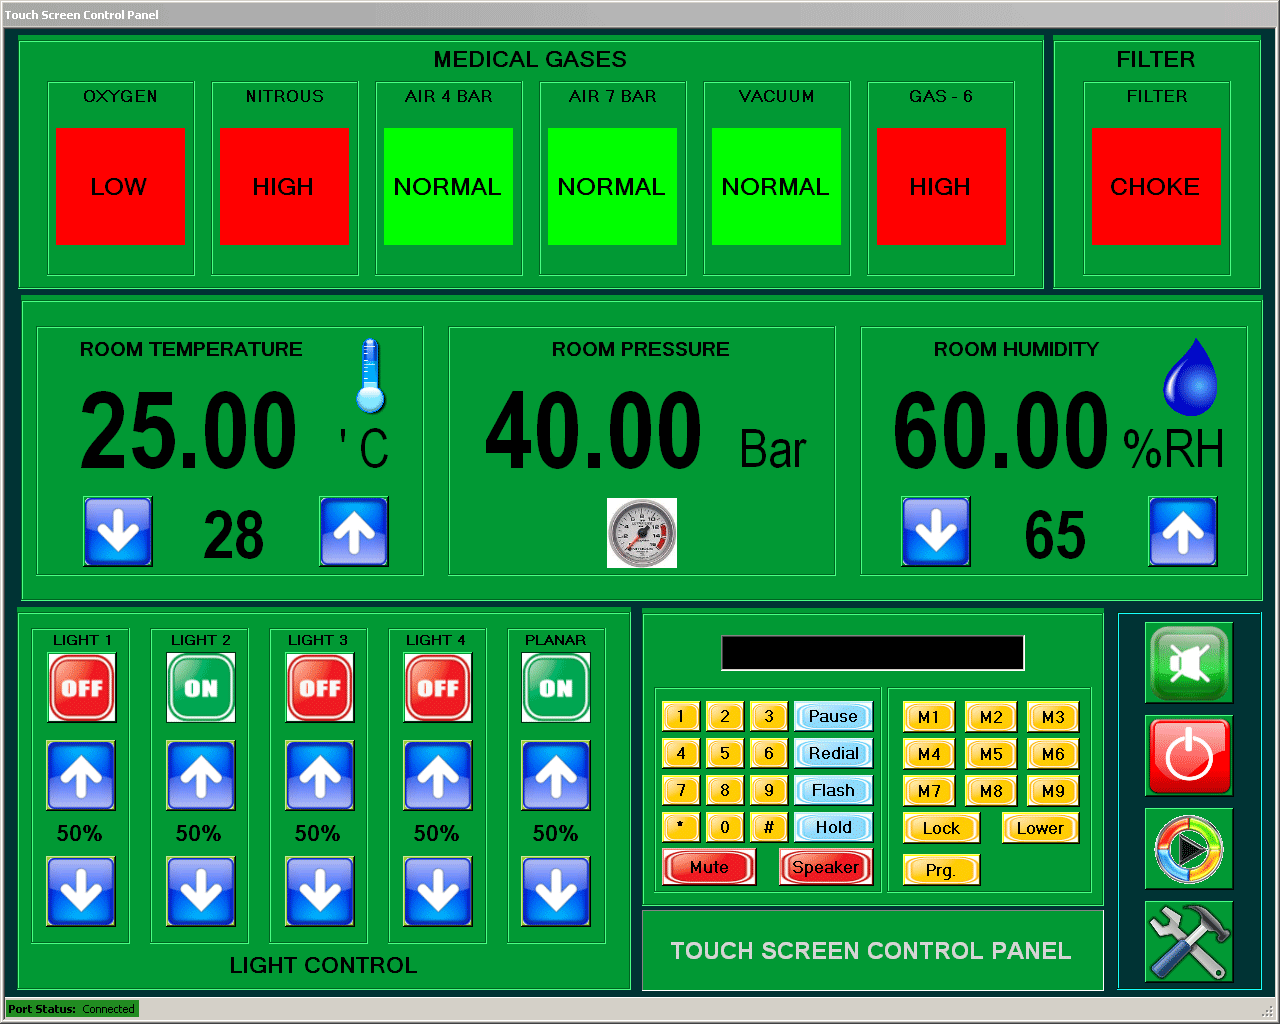 Touch Screen Control Panel
MEDICAL GASES
OXYGEN
LOW
NITROUS
HIGH
AIR 4 BAR
NORMAL
AIR 7 BAR
NORMAL
VACUUM
NORMAL
GAS - 6
HIGH
FILTER
FILTER
CHOKE
ROOM TEMPERATURE
25.00 ' C
28
ROOM PRESSURE
40.00 Bar
ROOM HUMIDITY
60.00 %RH
65
LIGHT 1
OFF
50%
LIGHT 2
ON
50%
LIGHT 3
OFF
50%
LIGHT 4
OFF
50%
PLANAR
ON
50%
LIGHT CONTROL
1 2 3 Pause
4 5 6 Redial
7 8 9 Flash
* 0 # Hold
Mute Speaker
M1 M2 M3
M4 M5 M6
M7 M8 M9
Lock Lower
Prg.
TOUCH SCREEN CONTROL PANEL
Port Status: Connected